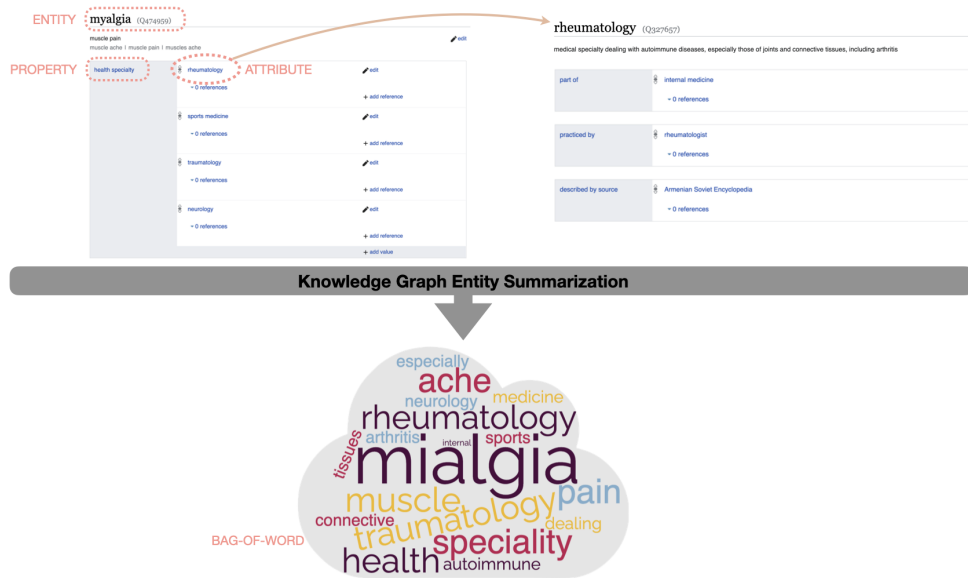 ENTITY
myalgia (Q474959)
muscle pain
edit
muscle ache | muscle pain | muscles ache
PROPERTY
health specialty
rheumatology
ATTRIBUTE
edit
0 references
+ add reference
sports medicine
edit
0 references
+ add reference
traumatology
edit
0 references
+ add reference
neurology
edit
0 references
+ add reference
+ add value
rheumatology (Q327657)
medical specialty dealing with autoimmune diseases, especially those of joints and connective tissues, including arthritis
part of
internal medicine
0 references
practiced by
rheumatologist
0 references
described by source
Armenian Soviet Encyclopedia
0 references
Knowledge Graph Entity Summarization
especially
ache
neurology
medicine
rheumatology
arthritis
internal
sports
tissues
mialgia
muscle
pain
traumatology
connective
dealing
BAG-OF-WORD
speciality
health
autoimmune